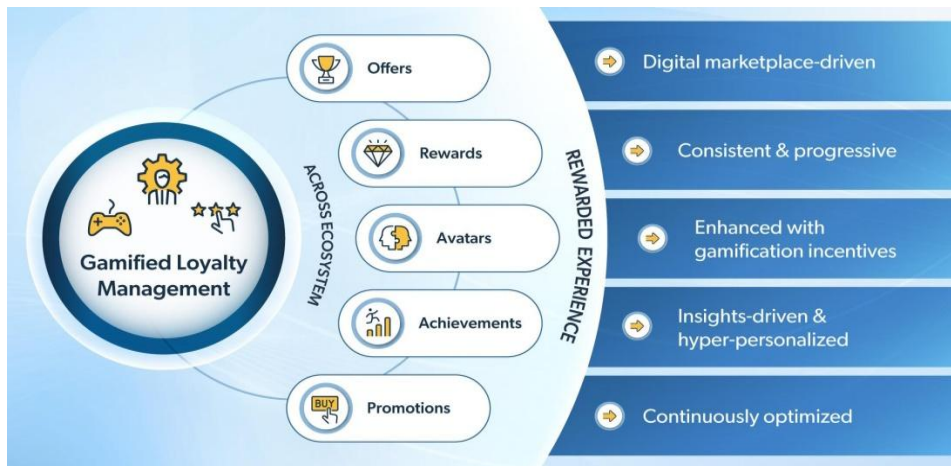 Gamified Loyalty
Management
ACROSS ECOSYSTEM
Offers
Rewards
Avatars
Achievements
BUY
Promotions
REWARDED EXPERIENCE
Digital marketplace-driven
Consistent & progressive
Enhanced with
gamification incentives
Insights-driven &
hyper-personalized
Continuously optimized